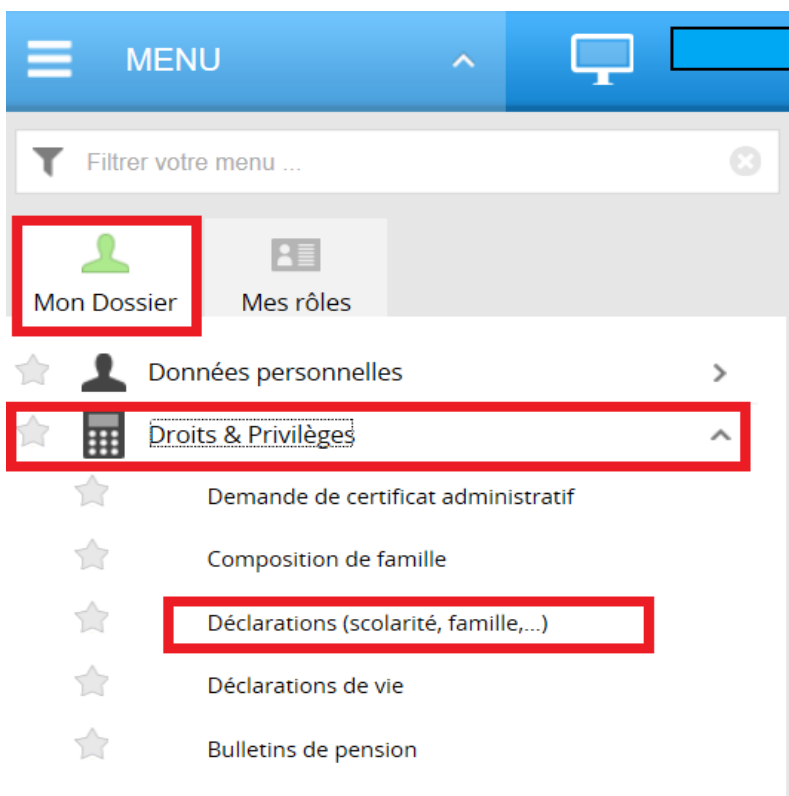 MENU
Filtrer votre menu ...
Mon Dossier
Mes rôles
Données personnelles
Droits & Privilèges
Demande de certificat administratif
Composition de famille
Déclarations (scolarité, famille,...)
Déclarations de vie
Bulletins de pension